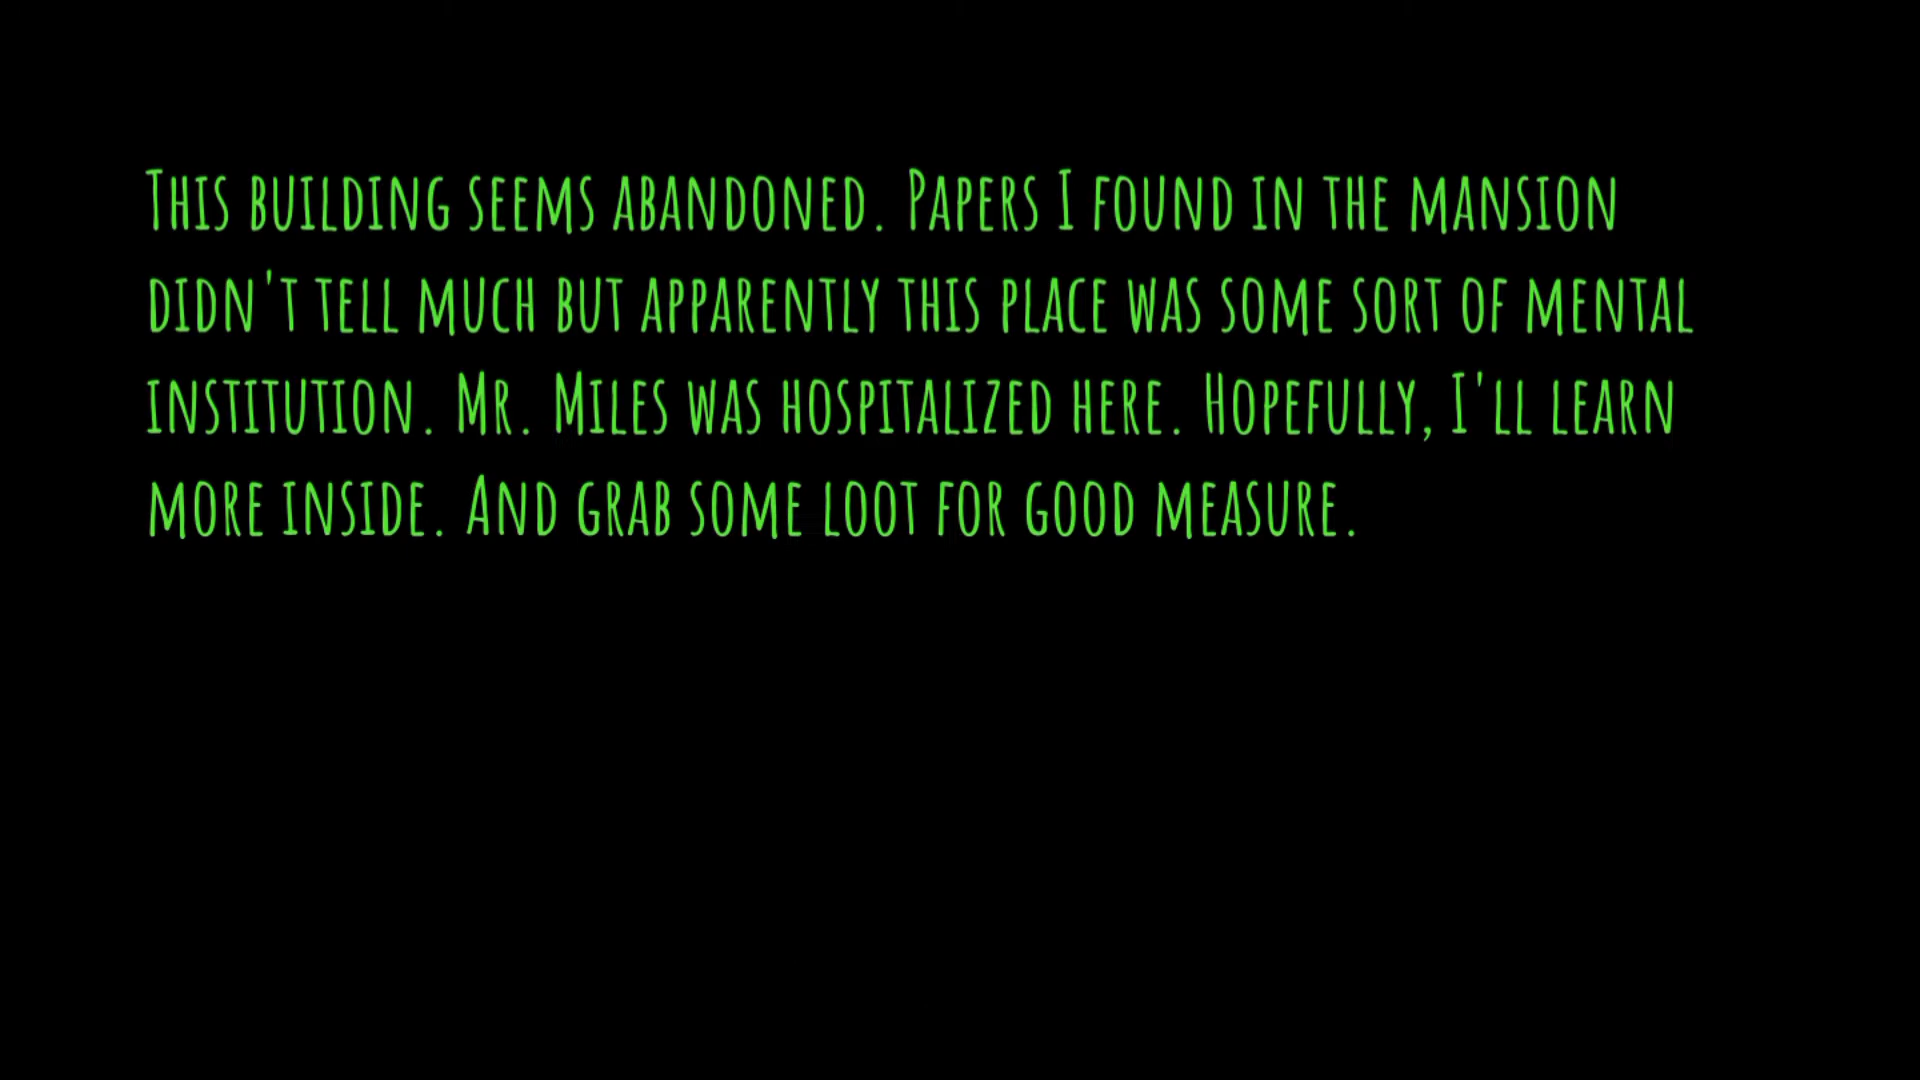 This building seems abandoned. Papers I found in the mansion
didn't tell much but apparently this place was some sort of mental
institution. Mr. Miles was hospitalized here. Hopefully, I'll learn
more inside. And grab some loot for good measure.